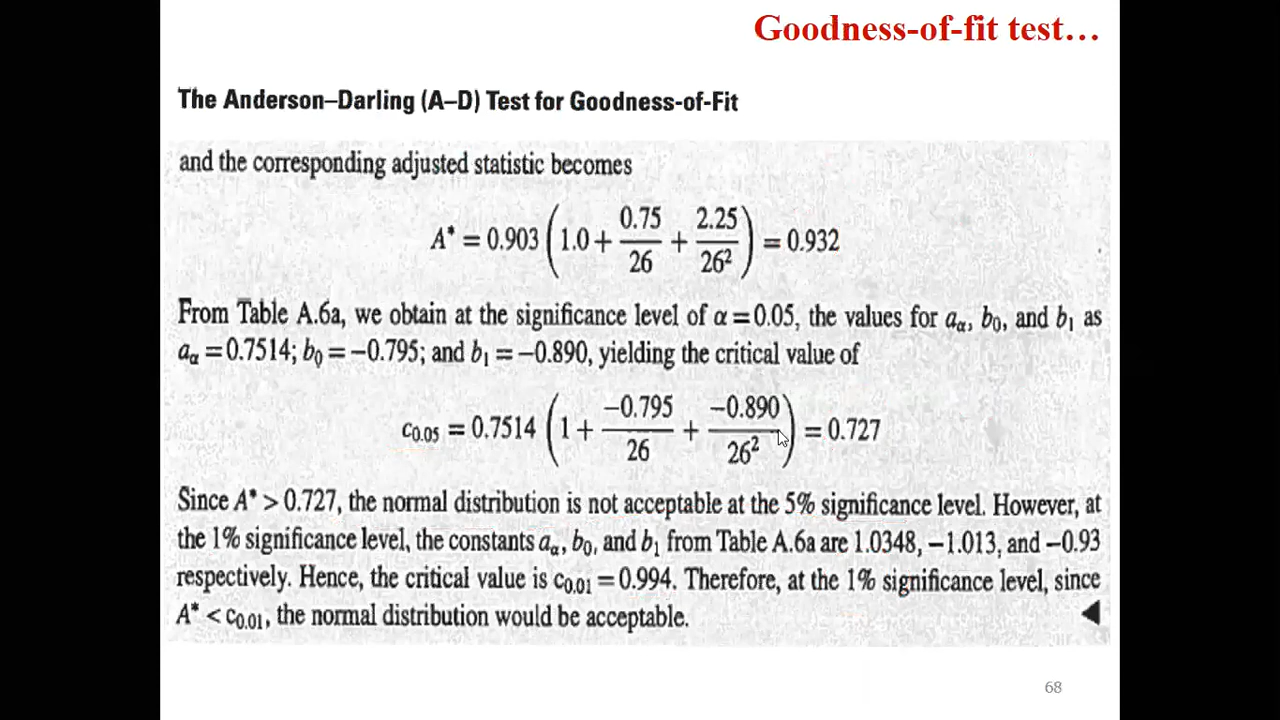 Goodness-of-fit test…
The Anderson–Darling (A–D) Test for Goodness-of-Fit
and the corresponding adjusted statistic becomes
A* = 0.903 (1.0 + 0.75/26 + 2.25/26²) = 0.932
From Table A.6a, we obtain at the significance level of α = 0.05, the values for aα, b₀, and b₁ as
aα = 0.7514; b₀ = −0.795; and b₁ = −0.890, yielding the critical value of
c₀.₀₅ = 0.7514 (1 + −0.795/26 + −0.890/26²) = 0.727
Since A* > 0.727, the normal distribution is not acceptable at the 5% significance level. However, at
the 1% significance level, the constants aα, b₀, and b₁ from Table A.6a are 1.0348, −1.013, and −0.93
respectively. Hence, the critical value is c₀.₀₁ = 0.994. Therefore, at the 1% significance level, since
A* < c₀.₀₁, the normal distribution would be acceptable.
68